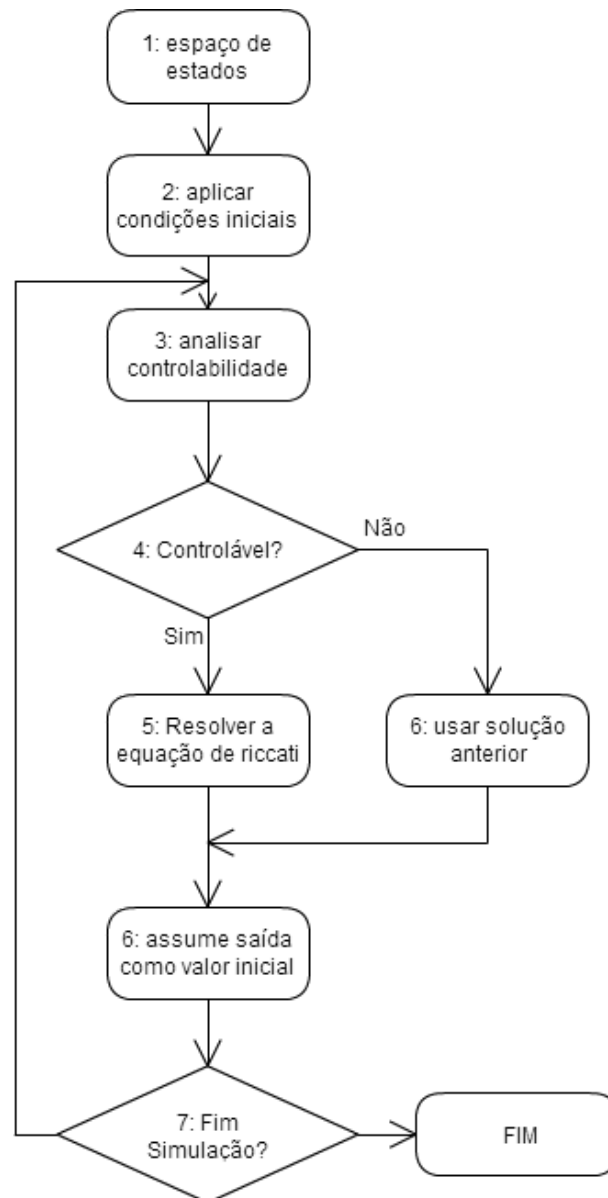 1: espaço de
estados
2: aplicar
condições iniciais
3: analisar
controlabilidade
4: Controlável?
Não
Sim
5: Resolver a
equação de riccati
6: usar solução
anterior
6: assume saída
como valor inicial
7: Fim
Simulação?
FIM